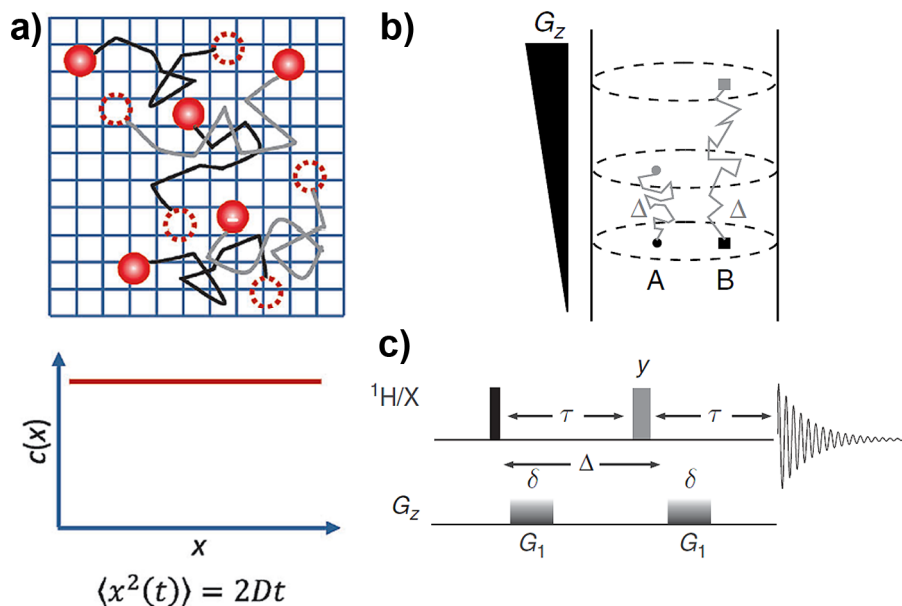 a)
c(x)
x
⟨x²(t)⟩ = 2Dt
b)
G_z
Δ Δ
A B
c)
y
¹H/X
τ τ
Δ
δ δ
G_z
G₁ G₁